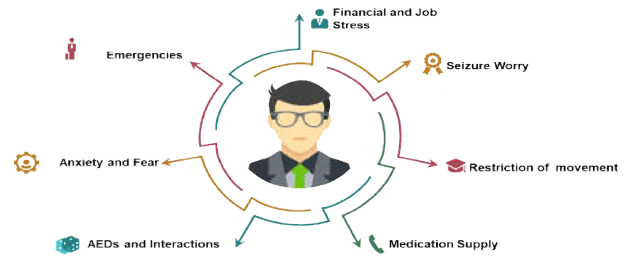 Financial and Job
Stress
Emergencies
Seizure Worry
Anxiety and Fear
Restriction of movement
AEDs and Interactions
Medication Supply